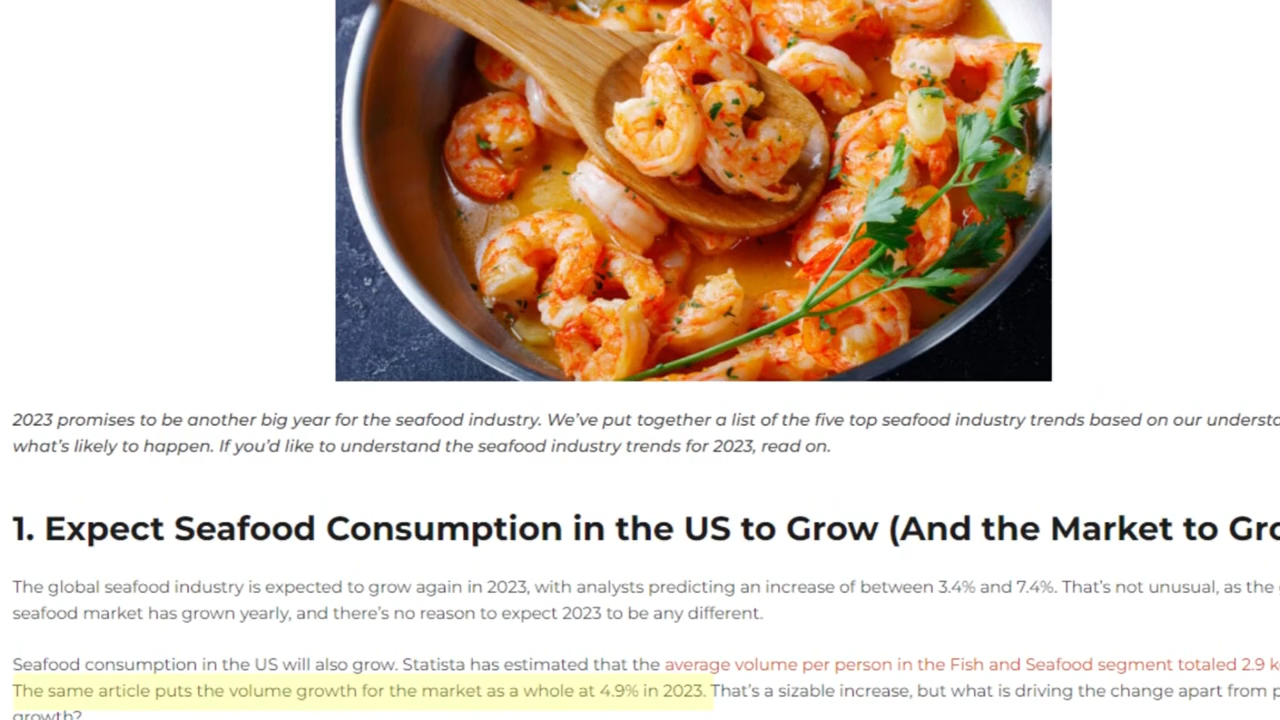 2023 promises to be another big year for the seafood industry. We've put together a list of the five top seafood industry trends based on our
what's likely to happen. If you'd like to understand the seafood industry trends for 2023, read on.
1. Expect Seafood Consumption in the US to Grow (And the Market to
The global seafood industry is expected to grow again in 2023, with analysts predicting an increase of between 3.4% and 7.4%. That's not unusual, as the
seafood market has grown yearly, and there's no reason to expect 2023 to be any different.
Seafood consumption in the US will also grow. Statista has estimated that the average volume per person in the Fish and Seafood segment totaled 2.9
The same article puts the volume growth for the market as a whole at 4.9% in 2023. That's a sizable increase, but what is driving the change apart from
growth?